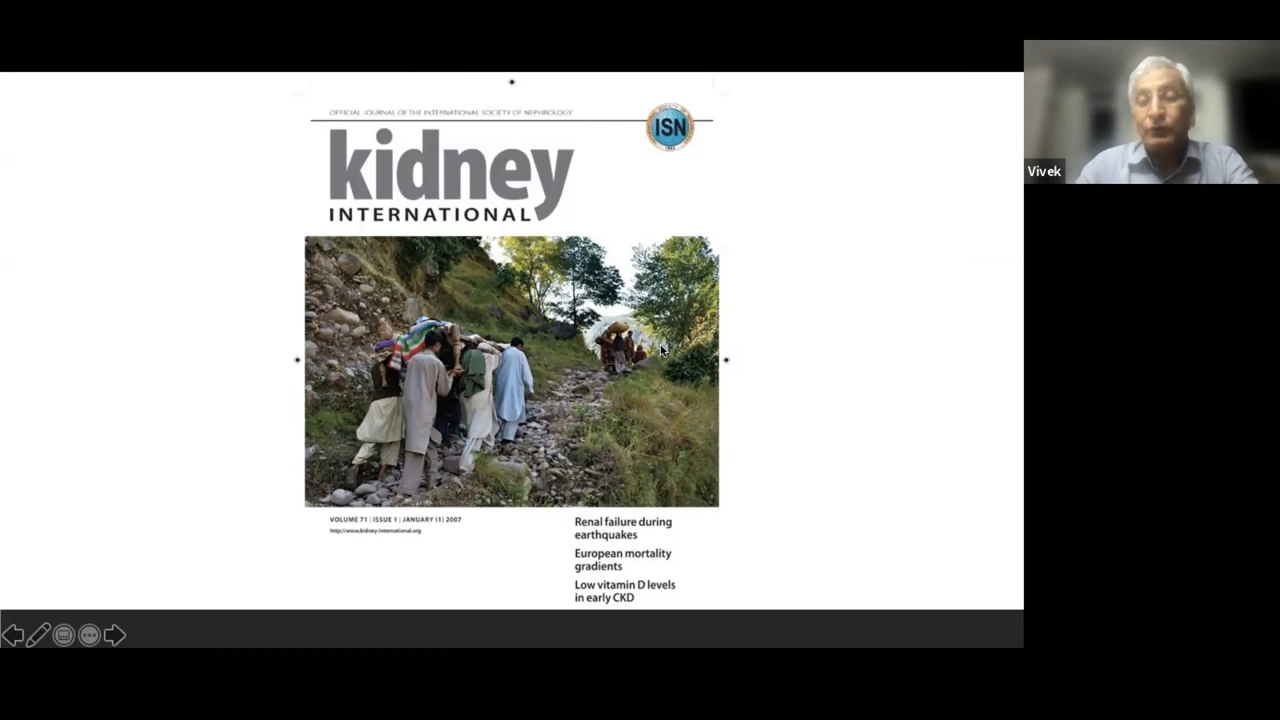 OFFICIAL JOURNAL OF THE INTERNATIONAL SOCIETY OF NEPHROLOGY
ISN
kidney
INTERNATIONAL
VOLUME 71 | ISSUE 1 | JANUARY (1) 2007
http://www.kidney-international.org
Renal failure during
earthquakes
European mortality
gradients
Low vitamin D levels
in early CKD
Vivek